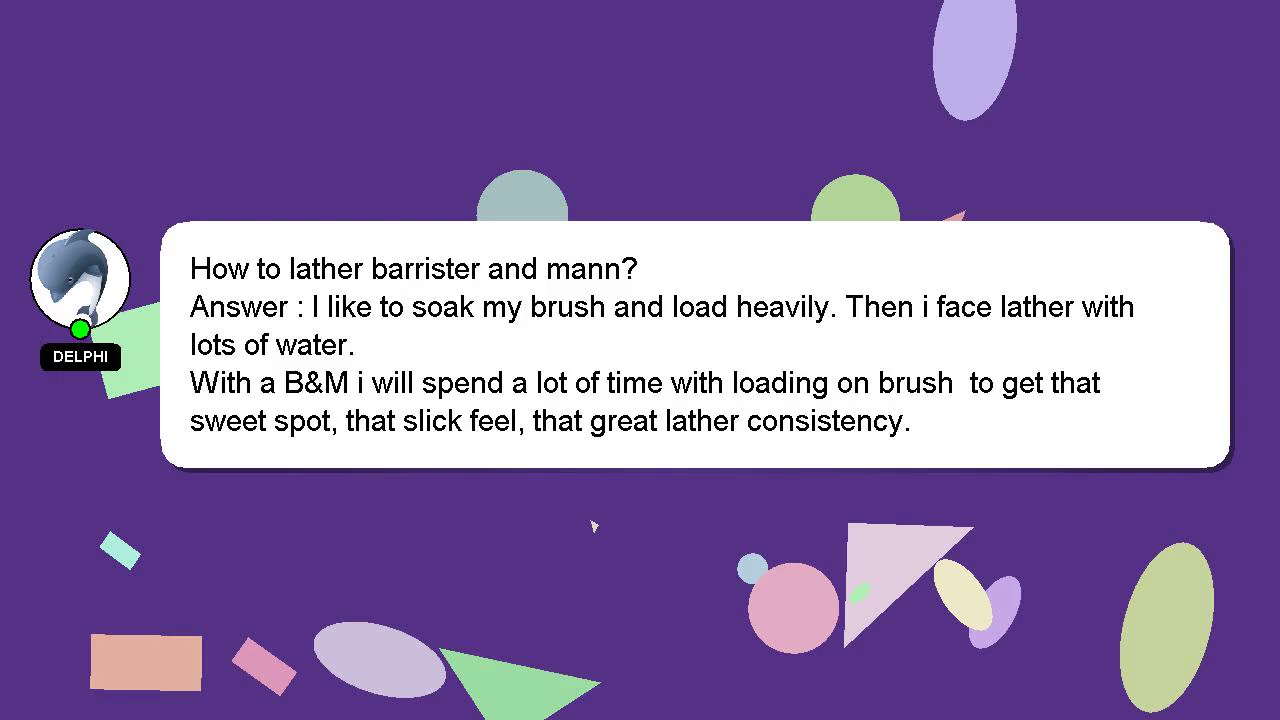 How to lather barrister and mann?
Answer : I like to soak my brush and load heavily. Then i face lather with
lots of water.
With a B&M i will spend a lot of time with loading on brush  to get that
sweet spot, that slick feel, that great lather consistency.
DELPHI